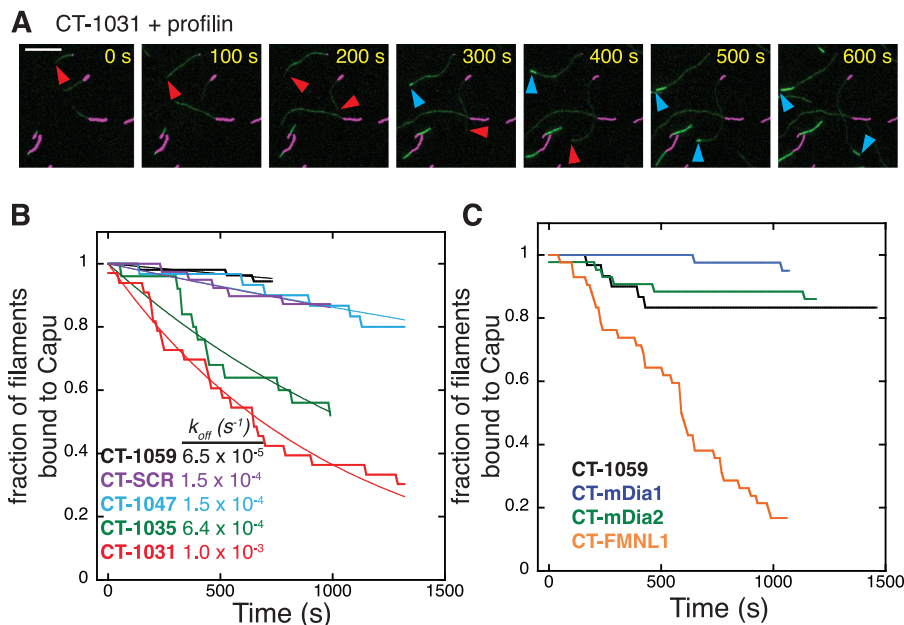 A CT-1031 + profilin
0 s 100 s 200 s 300 s 400 s 500 s 600 s
B
fraction of filaments
bound to Capu
1
0.8
0.6
0.4
0.2
0
k_off (s⁻¹)
CT-1059 6.5 x 10⁻⁵
CT-SCR 1.5 x 10⁻⁴
CT-1047 1.5 x 10⁻⁴
CT-1035 6.4 x 10⁻⁴
CT-1031 1.0 x 10⁻³
0 500 1000 1500
Time (s)
C
fraction of filaments
bound to Capu
1
0.8
0.6
0.4
0.2
0
CT-1059
CT-mDia1
CT-mDia2
CT-FMNL1
0 500 1000 1500
Time (s)